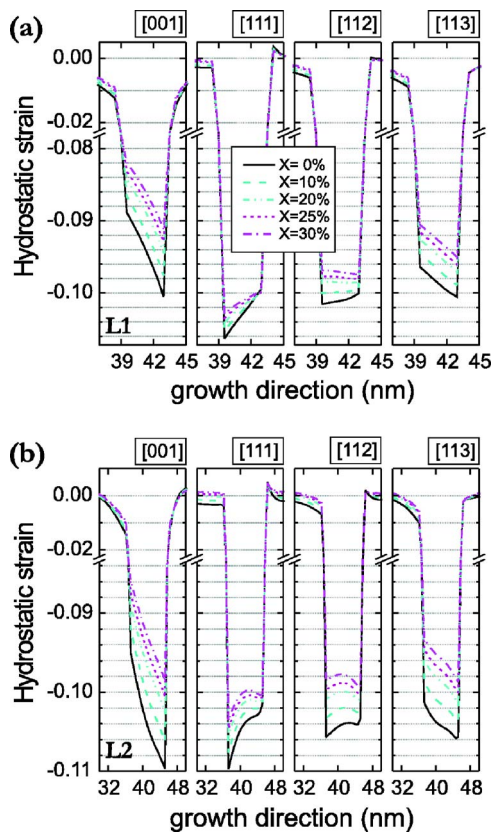 (a)
[001] [111] [112] [113]
0.00
-0.02
-0.08
-0.09
-0.10
Hydrostatic strain
X= 0%
X=10%
X=20%
X=25%
X=30%
L1
39 42 45 39 42 45 39 42 45 39 42 45
growth direction (nm)
(b)
[001] [111] [112] [113]
0.00
-0.02
-0.09
-0.10
-0.11
Hydrostatic strain
L2
32 40 48 32 40 48 32 40 48 32 40 48
growth direction (nm)